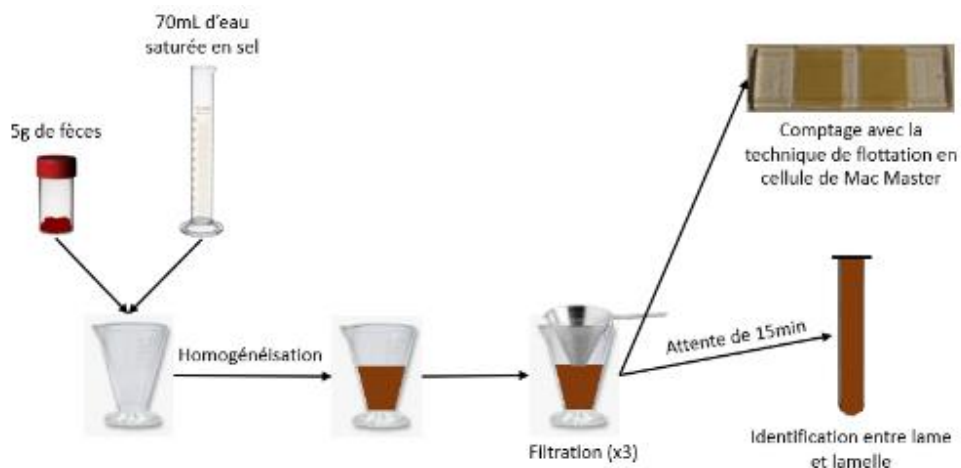 70mL d'eau
saturée en sel
5g de fèces
Homogénéisation
Filtration (x3)
Attente de 15min
Comptage avec la
technique de flottation en
cellule de Mac Master
Identification entre lame
et lamelle